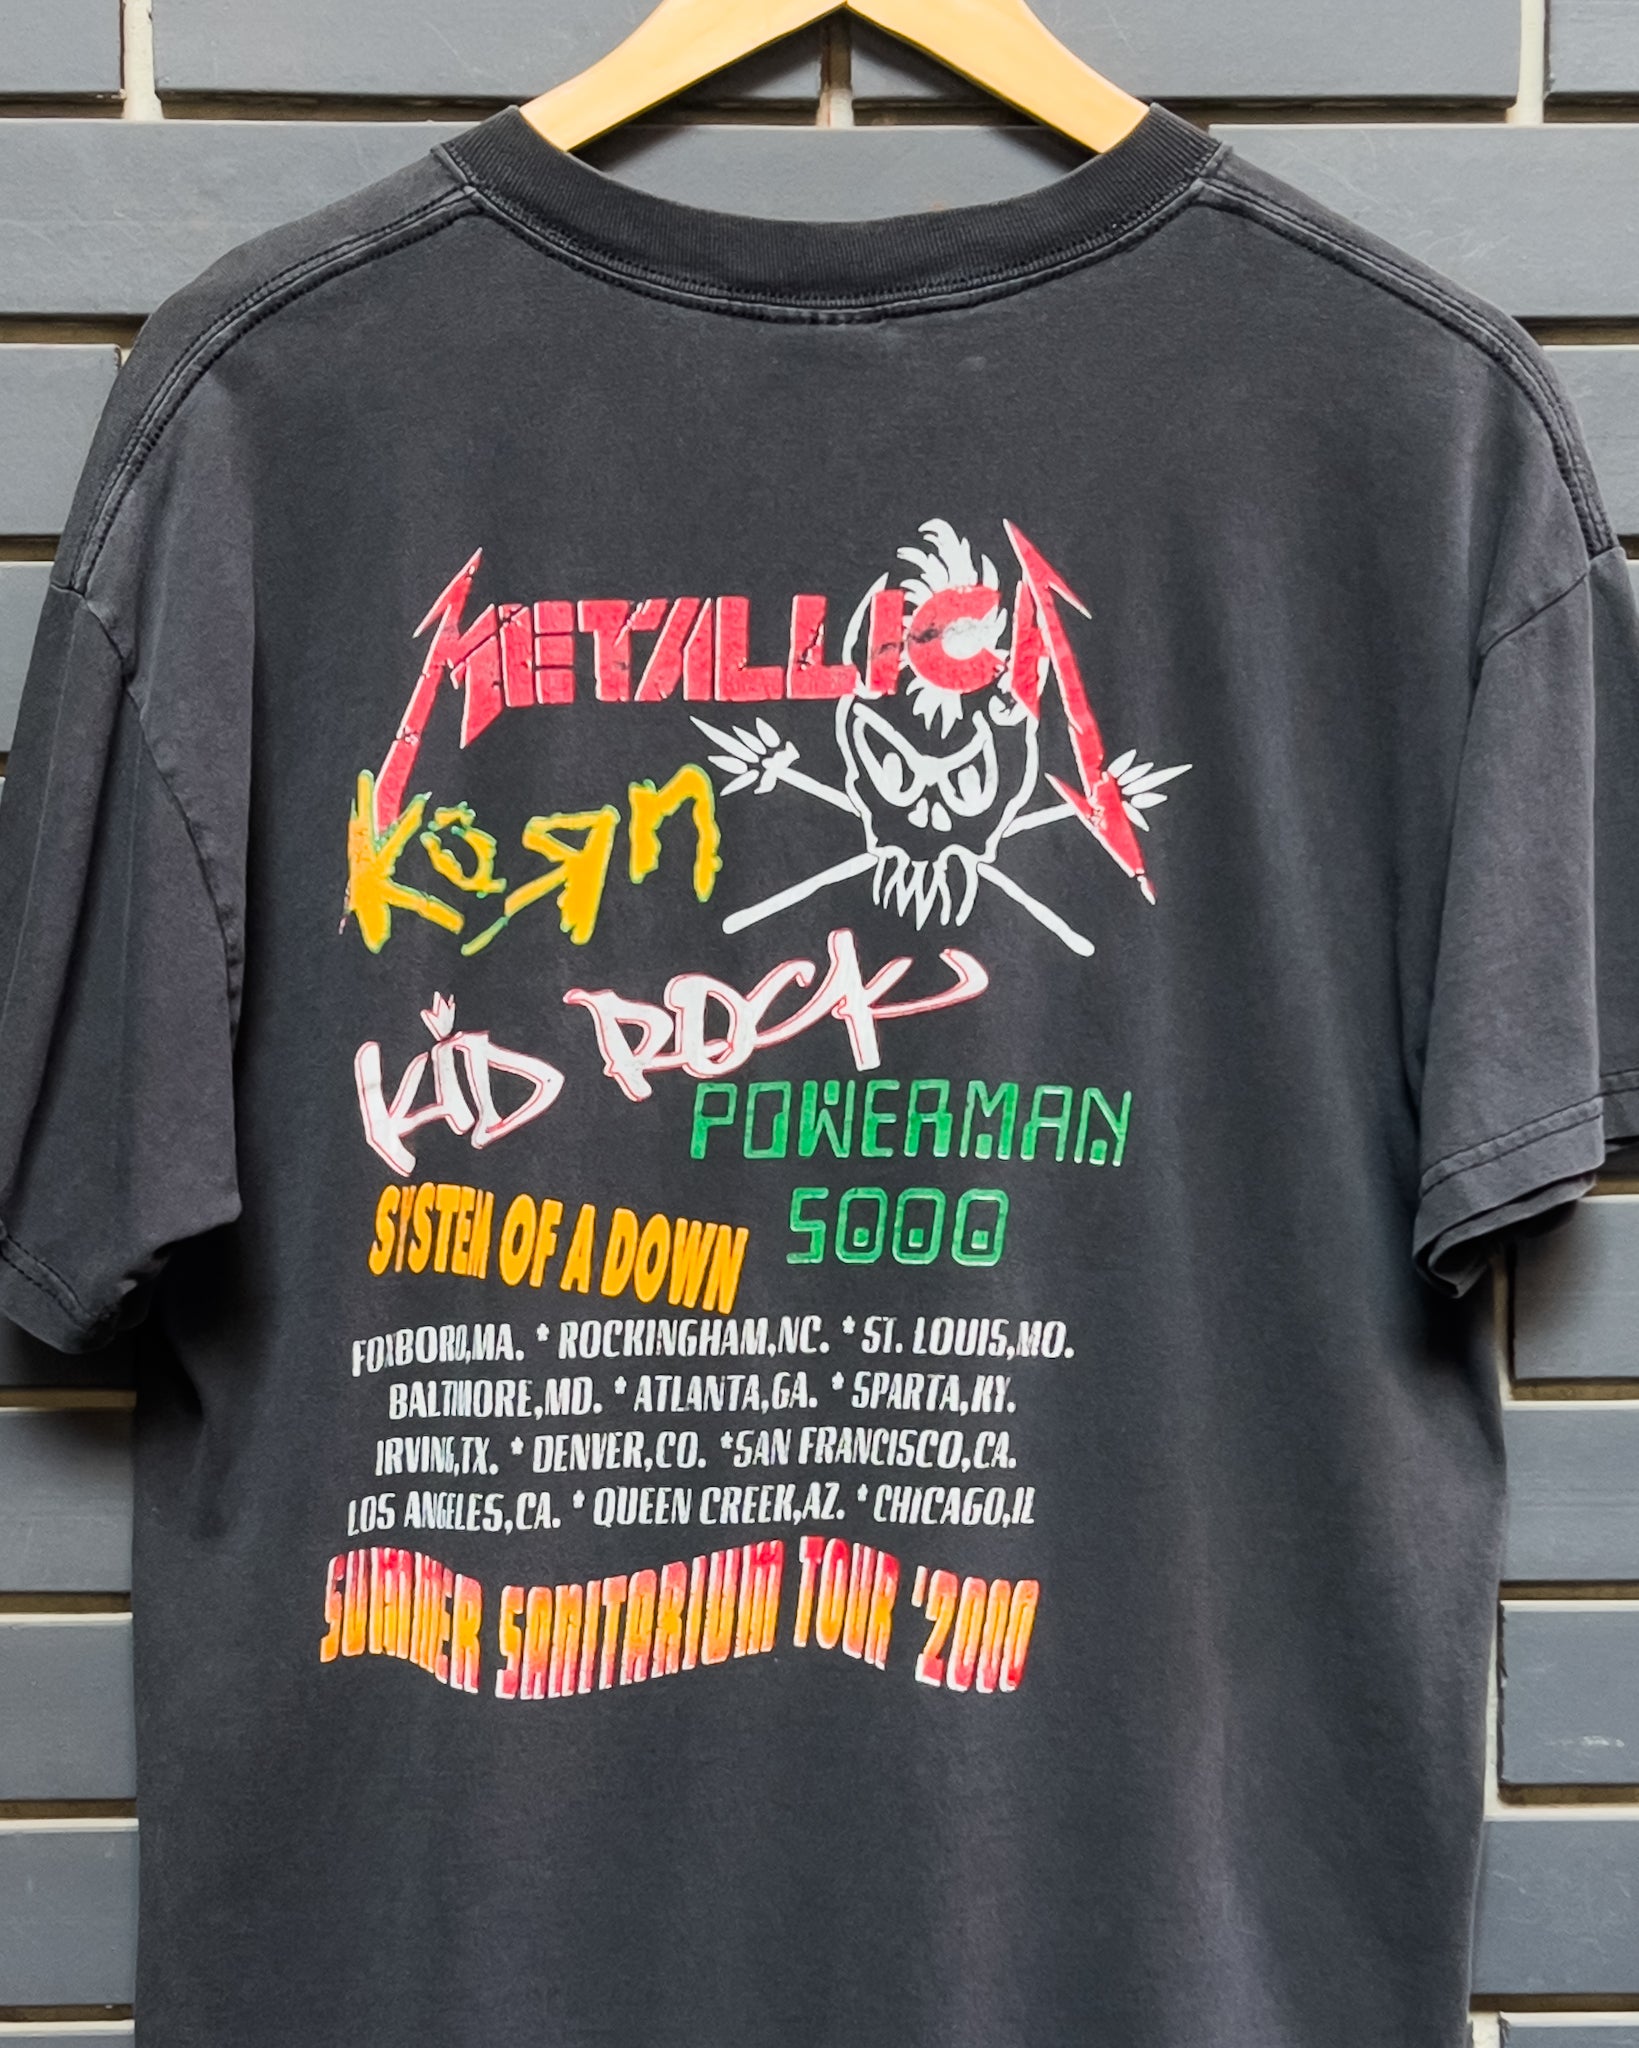 METALLICA
KoRn
KID ROCK
POWERMAN
5000
SYSTEM OF A DOWN
FOXBORO,MA. * ROCKINGHAM,NC. * ST. LOUIS,MO.
BALTIMORE,MD. * ATLANTA,GA. * SPARTA,KY.
IRVING,TX. * DENVER,CO. *SAN FRANCISCO,CA.
LOS ANGELES,CA. * QUEEN CREEK,AZ. * CHICAGO,IL
SUMMER SANITARIUM TOUR '2000